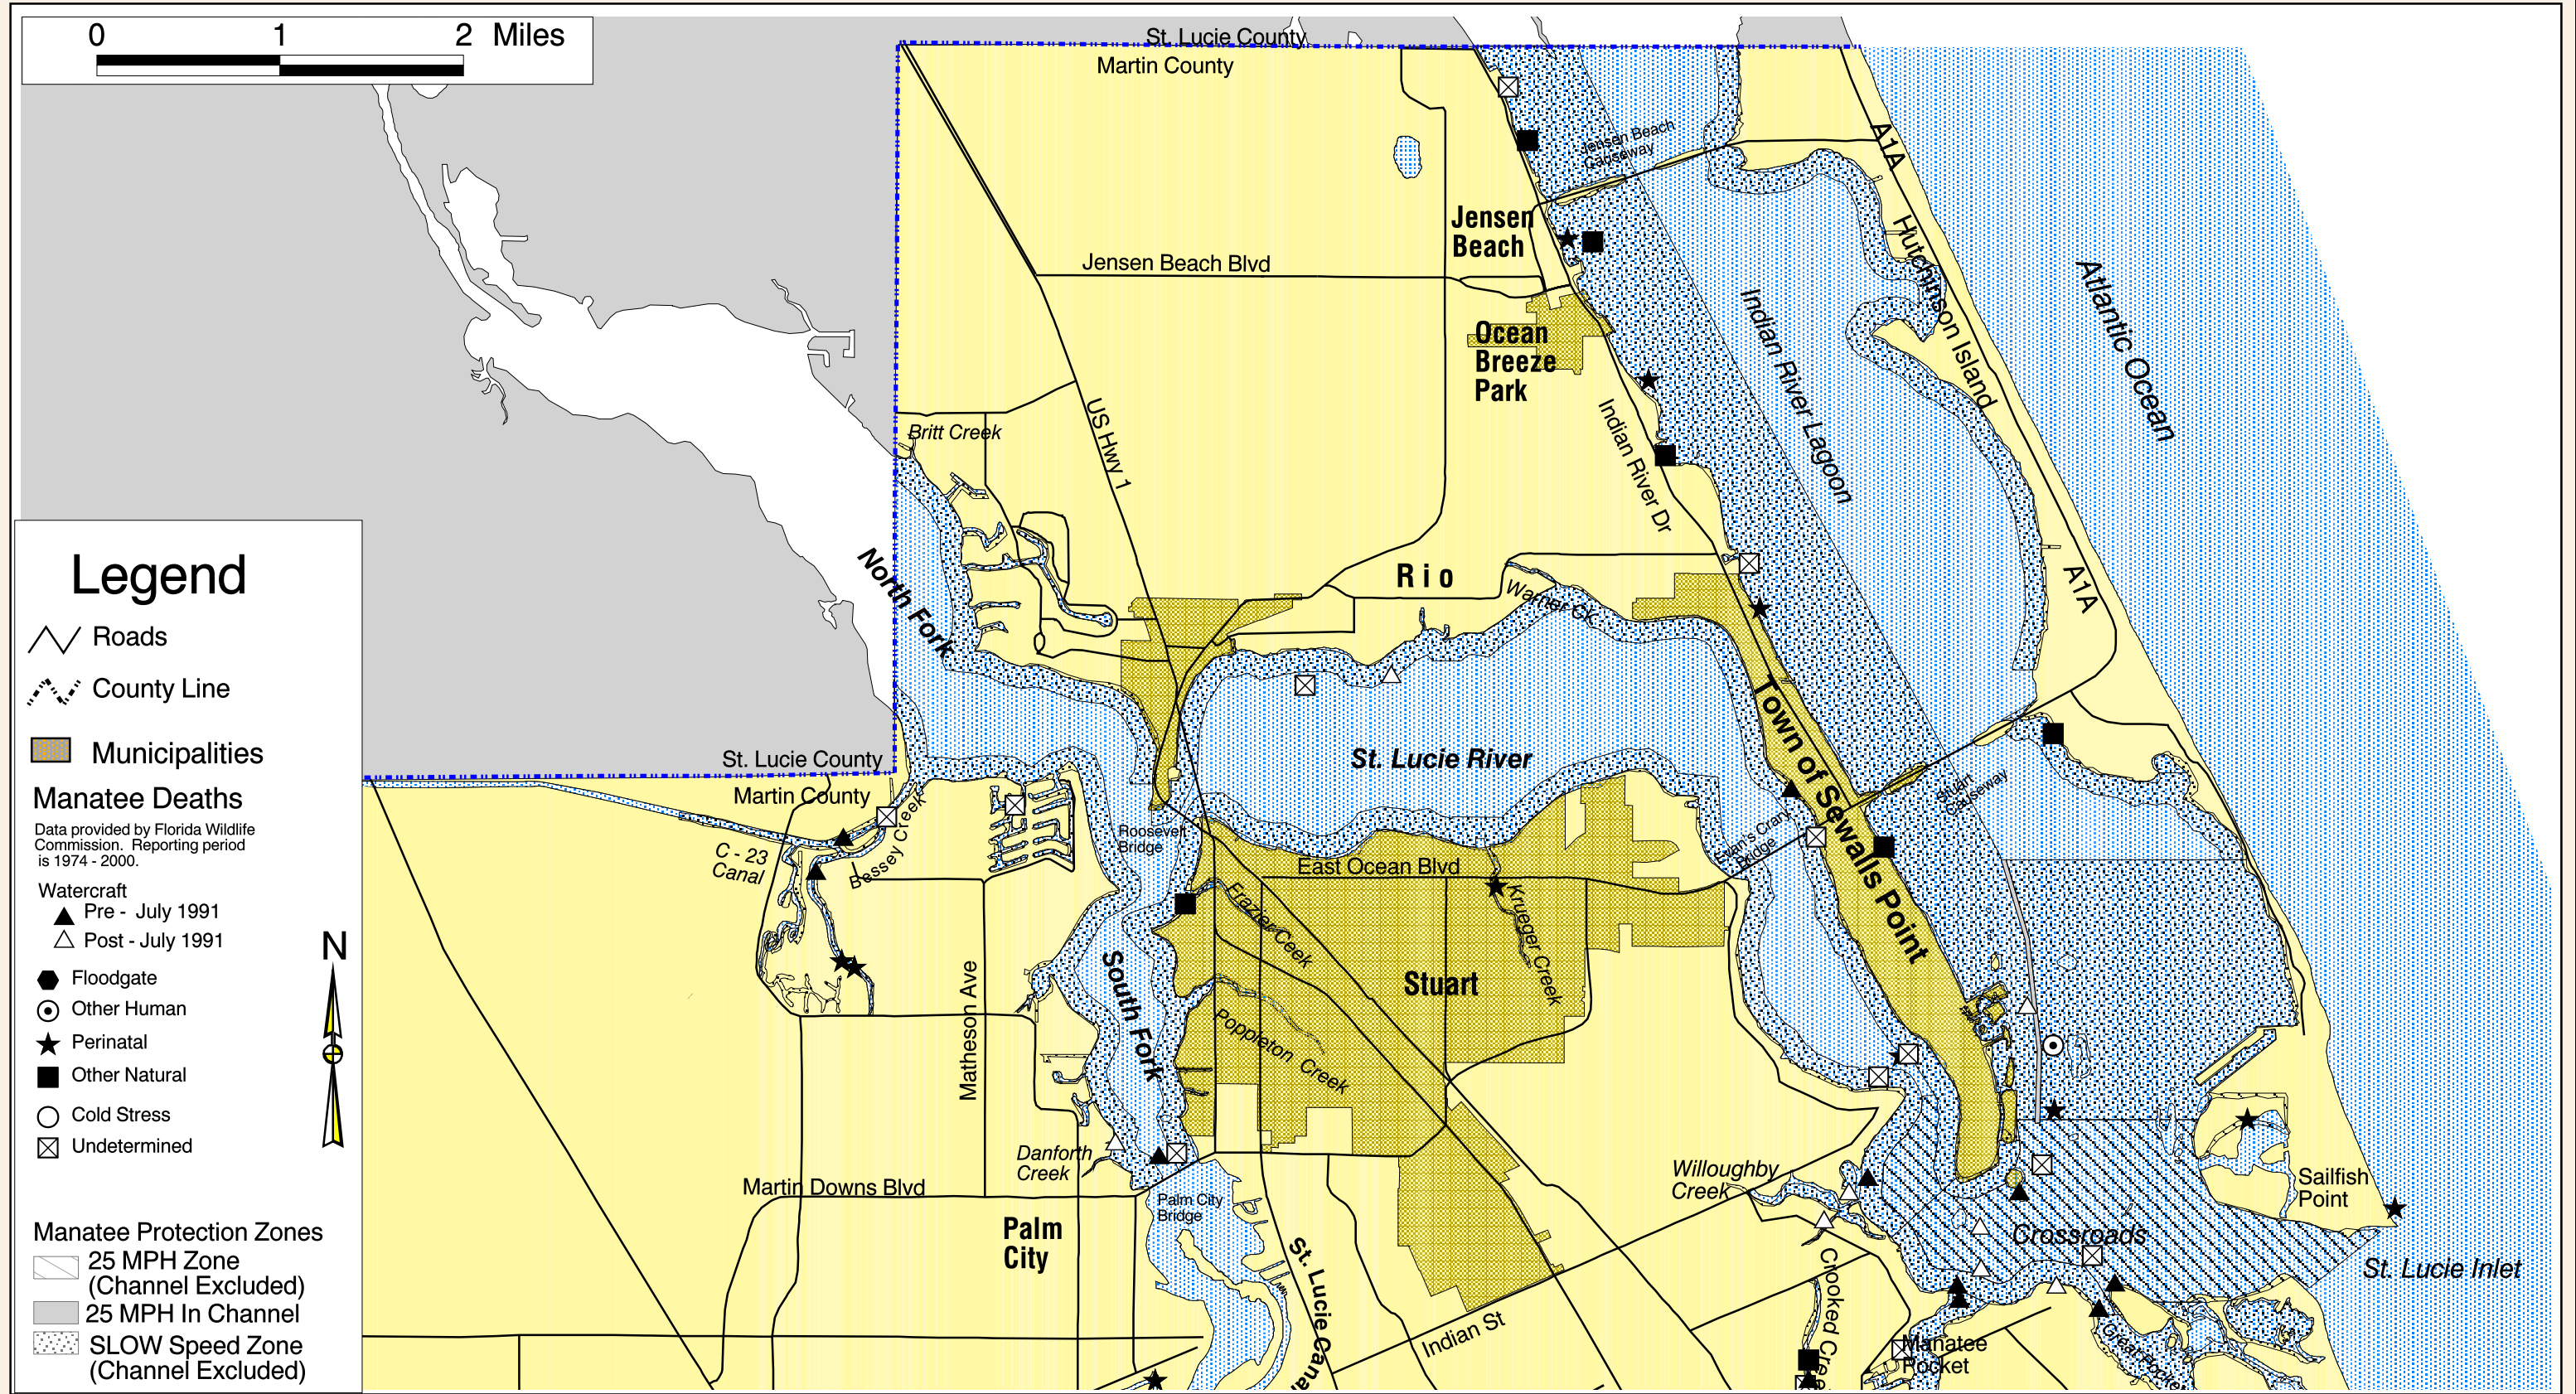 0 1 2 Miles
St. Lucie County
Martin County
A1A
Jensen Beach
Causeway
Jensen
Beach
Hutchinson Island
Jensen Beach Blvd
Atlantic Ocean
Indian River Lagoon
Ocean
Breeze
Park
US Hwy 1
Indian River Dr
Britt Creek
North Fork
Rio
Warner Ck
A1A
Town of Sewalls Point
St. Lucie River
St. Lucie County
Martin County
Stuart
Causeway
Roosevelt
Bridge
Evan's Crary
Bridge
C - 23
Canal
Bessey Creek
East Ocean Blvd
Frazier Ceek
Krueger Creek
South Fork
Matheson Ave
Stuart
Poppleton Creek
Danforth
Creek
Willoughby
Creek
Martin Downs Blvd
Palm City
Bridge
Sailfish
Point
Palm
City
Crossroads
St. Lucie Inlet
St. Lucie Cana
Indian St
Crooked Cree
Manatee
Pocket
Great Pocket
Legend
Roads
County Line
Municipalities
Manatee Deaths
Data provided by Florida Wildlife
Commission. Reporting period
is 1974 - 2000.
Watercraft
Pre - July 1991
Post - July 1991
Floodgate
Other Human
Perinatal
Other Natural
Cold Stress
Undetermined
N
Manatee Protection Zones
25 MPH Zone
(Channel Excluded)
25 MPH In Channel
SLOW Speed Zone
(Channel Excluded)